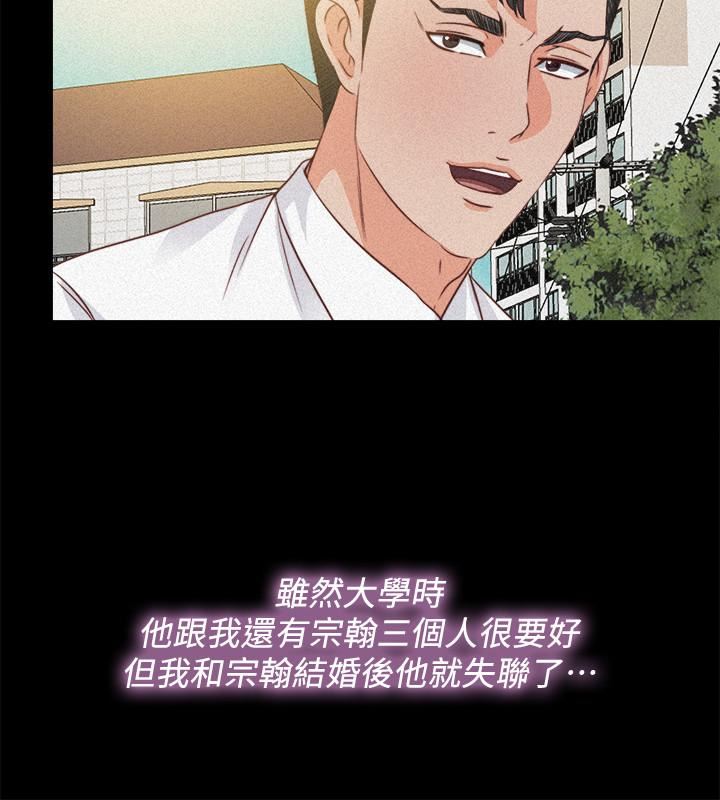 雖然大學時
他跟我還有宗翰三個人很要好
但我和宗翰結婚後他就失聯了⋯